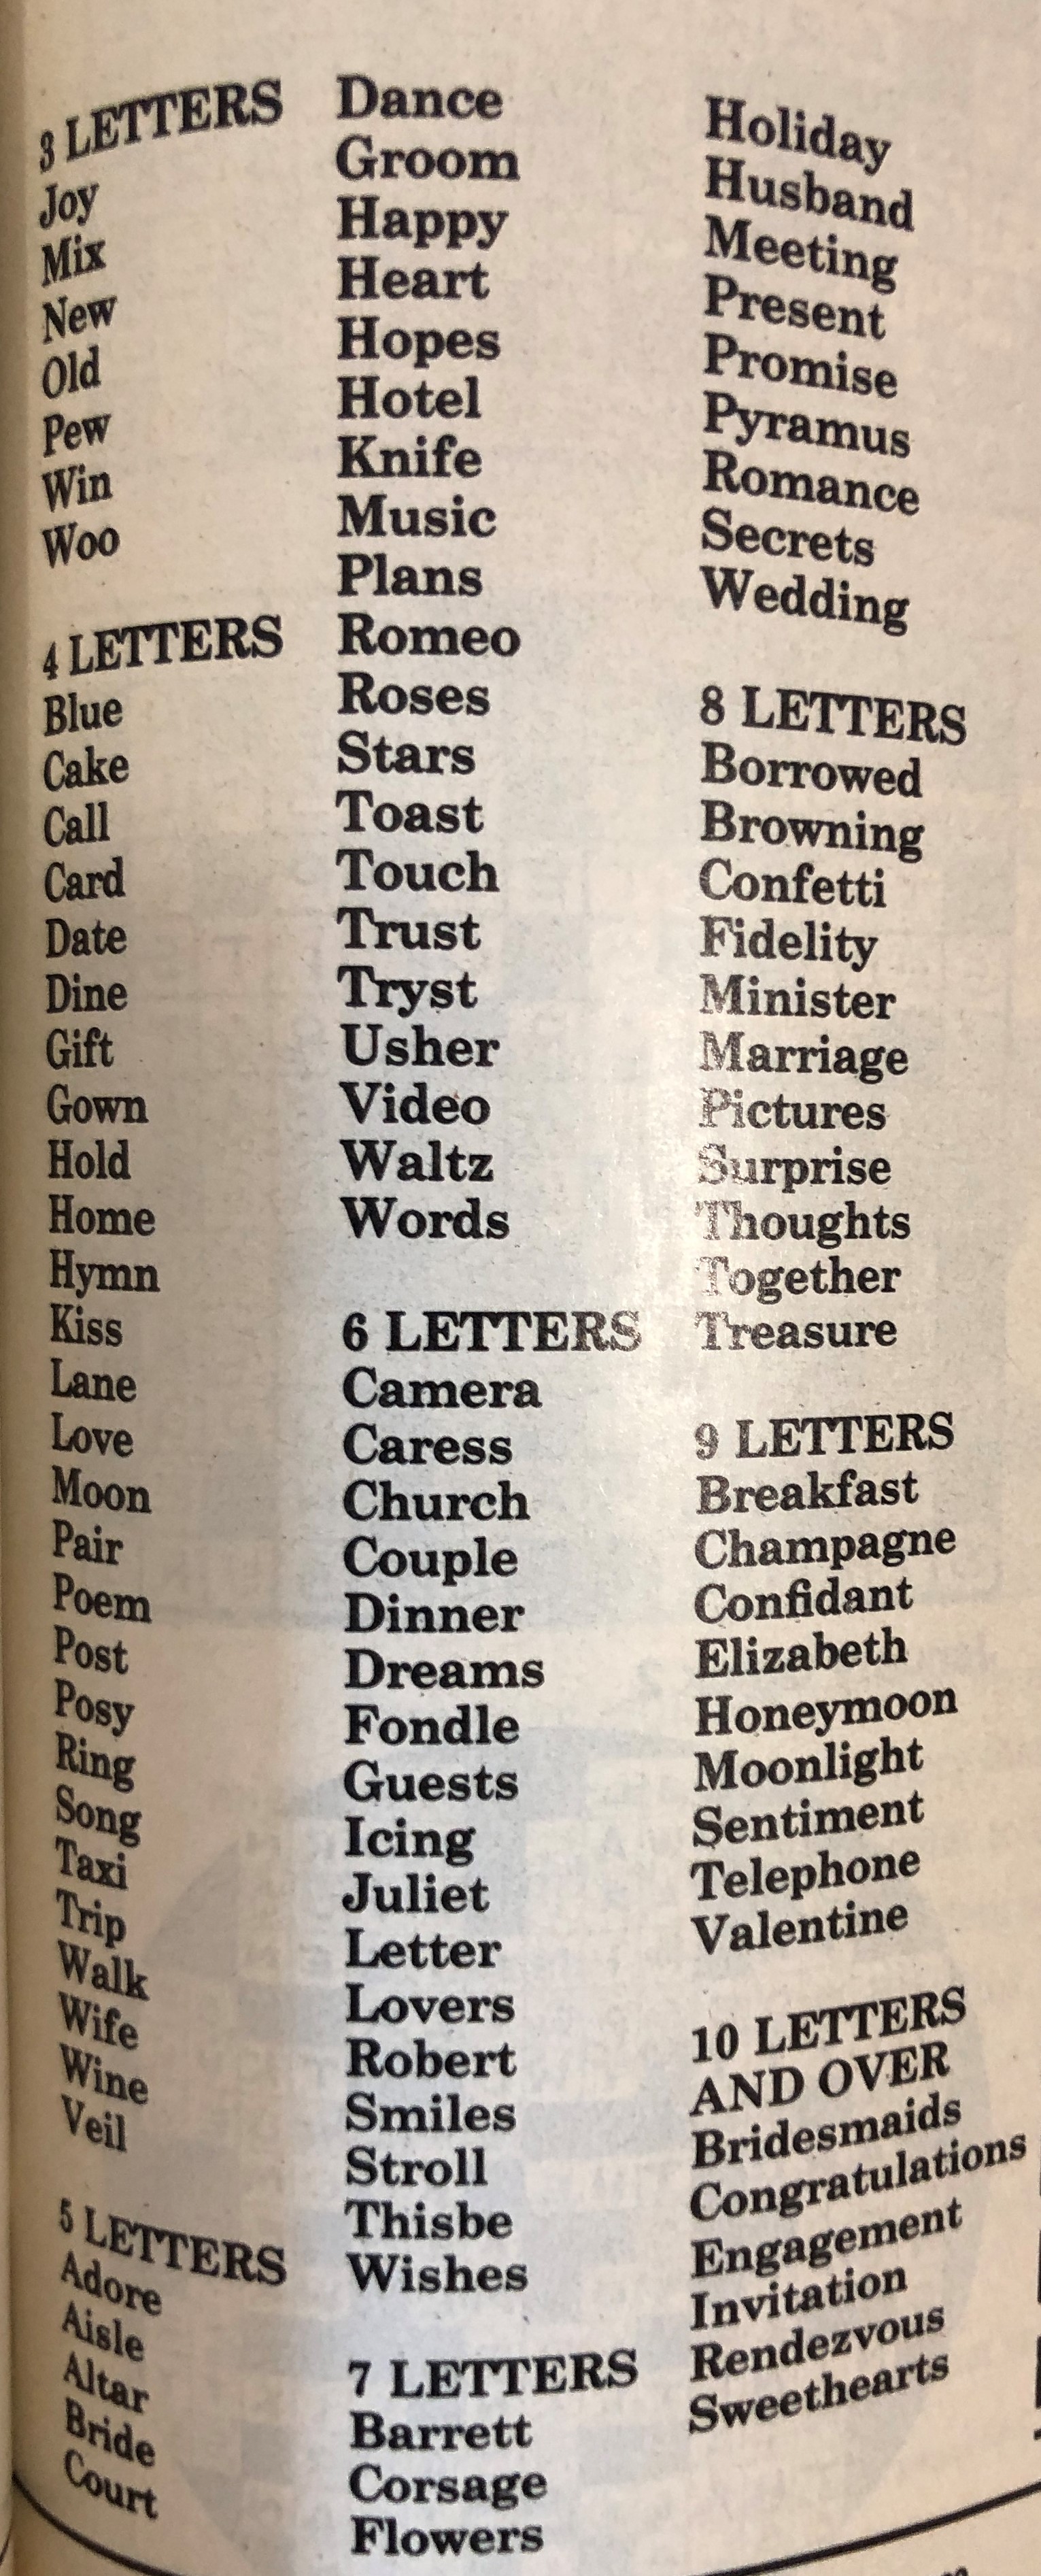 3 LETTERS
Joy
Mix
New
Old
Pew
Win
Woo
4 LETTERS
Blue
Cake
Call
Card
Date
Dine
Gift
Gown
Hold
Home
Hymn
Kiss
Lane
Love
Moon
Pair
Poem
Post
Posy
Ring
Song
Taxi
Trip
Walk
Wife
Wine
Veil
5 LETTERS
Adore
Aisle
Altar
Bride
Court
Dance
Groom
Happy
Heart
Hopes
Hotel
Knife
Music
Plans
Romeo
Roses
Stars
Toast
Touch
Trust
Tryst
Usher
Video
Waltz
Words
6 LETTERS
Camera
Caress
Church
Couple
Dinner
Dreams
Fondle
Guests
Icing
Juliet
Letter
Lovers
Robert
Smiles
Stroll
Thisbe
Wishes
7 LETTERS
Barrett
Corsage
Flowers
Holiday
Husband
Meeting
Present
Promise
Pyramus
Romance
Secrets
Wedding
8 LETTERS
Borrowed
Browning
Confetti
Fidelity
Minister
Marriage
Pictures
Surprise
Thoughts
Together
Treasure
9 LETTERS
Breakfast
Champagne
Confidant
Elizabeth
Honeymoon
Moonlight
Sentiment
Telephone
Valentine
10 LETTERS
AND OVER
Bridesmaids
Congratulations
Engagement
Invitation
Rendezvous
Sweethearts